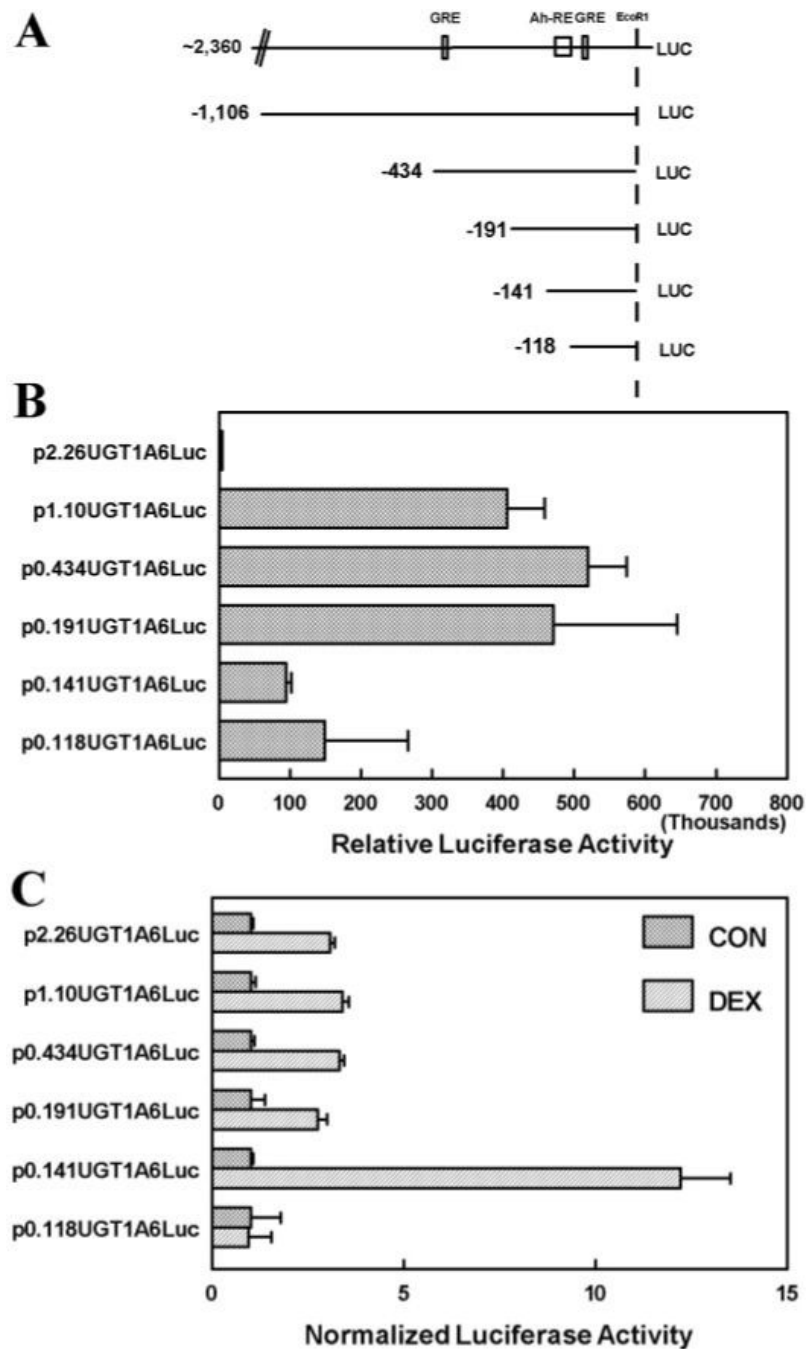 A
GRE Ah-RE GRE EcoR1
~2,360 LUC
-1,106 LUC
-434 LUC
-191 LUC
-141 LUC
-118 LUC
B
p2.26UGT1A6Luc
p1.10UGT1A6Luc
p0.434UGT1A6Luc
p0.191UGT1A6Luc
p0.141UGT1A6Luc
p0.118UGT1A6Luc
0 100 200 300 400 500 600 700 800
(Thousands)
Relative Luciferase Activity
C
p2.26UGT1A6Luc
p1.10UGT1A6Luc
p0.434UGT1A6Luc
p0.191UGT1A6Luc
p0.141UGT1A6Luc
p0.118UGT1A6Luc
CON
DEX
0 5 10 15
Normalized Luciferase Activity